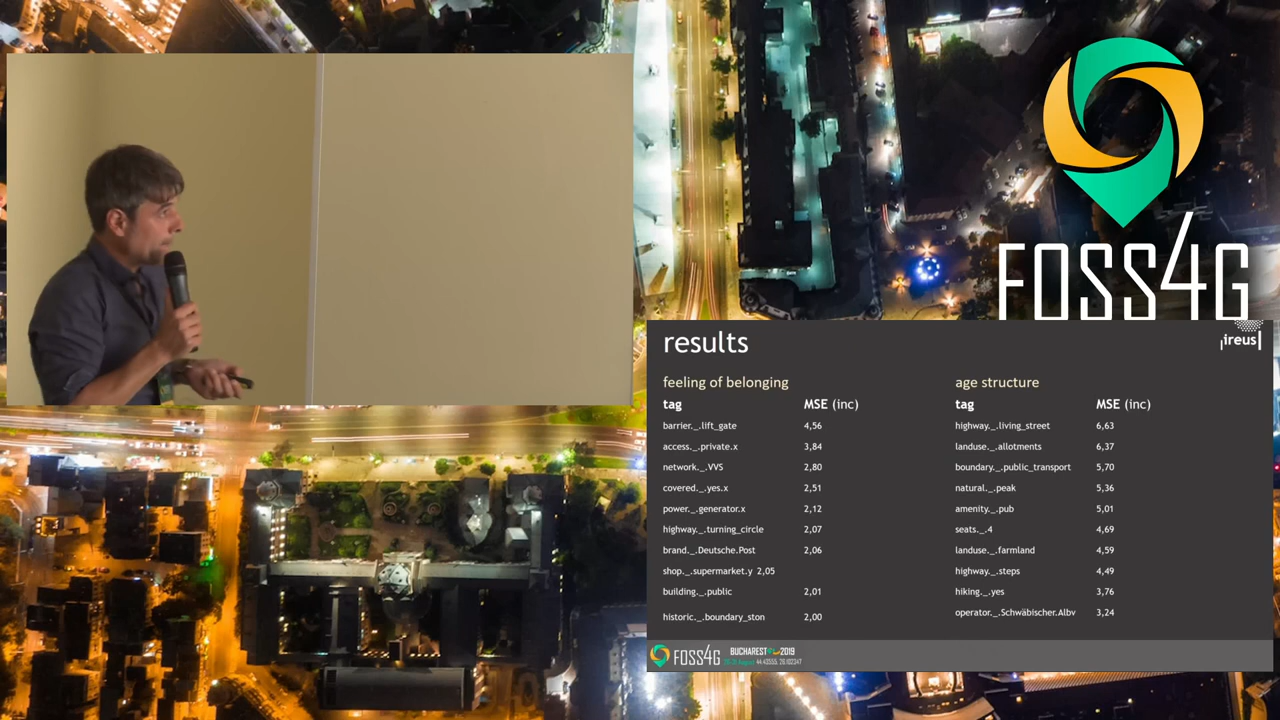 FOSS4G
results
ireus
feeling of belonging
tag MSE (inc)
barrier._.lift_gate 4,56
access._.private.x 3,84
network._.VVS 2,80
covered._.yes.x 2,51
power._.generator.x 2,12
highway._.turning_circle 2,07
brand._.Deutsche.Post 2,06
shop._.supermarket.y 2,05
building._.public 2,01
historic._.boundary_ston 2,00
age structure
tag MSE (inc)
highway._.living_street 6,63
landuse._.allotments 6,37
boundary._.public_transport 5,70
natural._.peak 5,36
amenity._.pub 5,01
seats._.4 4,69
landuse._.farmland 4,59
highway._.steps 4,49
hiking._.yes 3,76
operator._.Schwäbischer.Albv 3,24
FOSS4G
BUCHAREST 2019